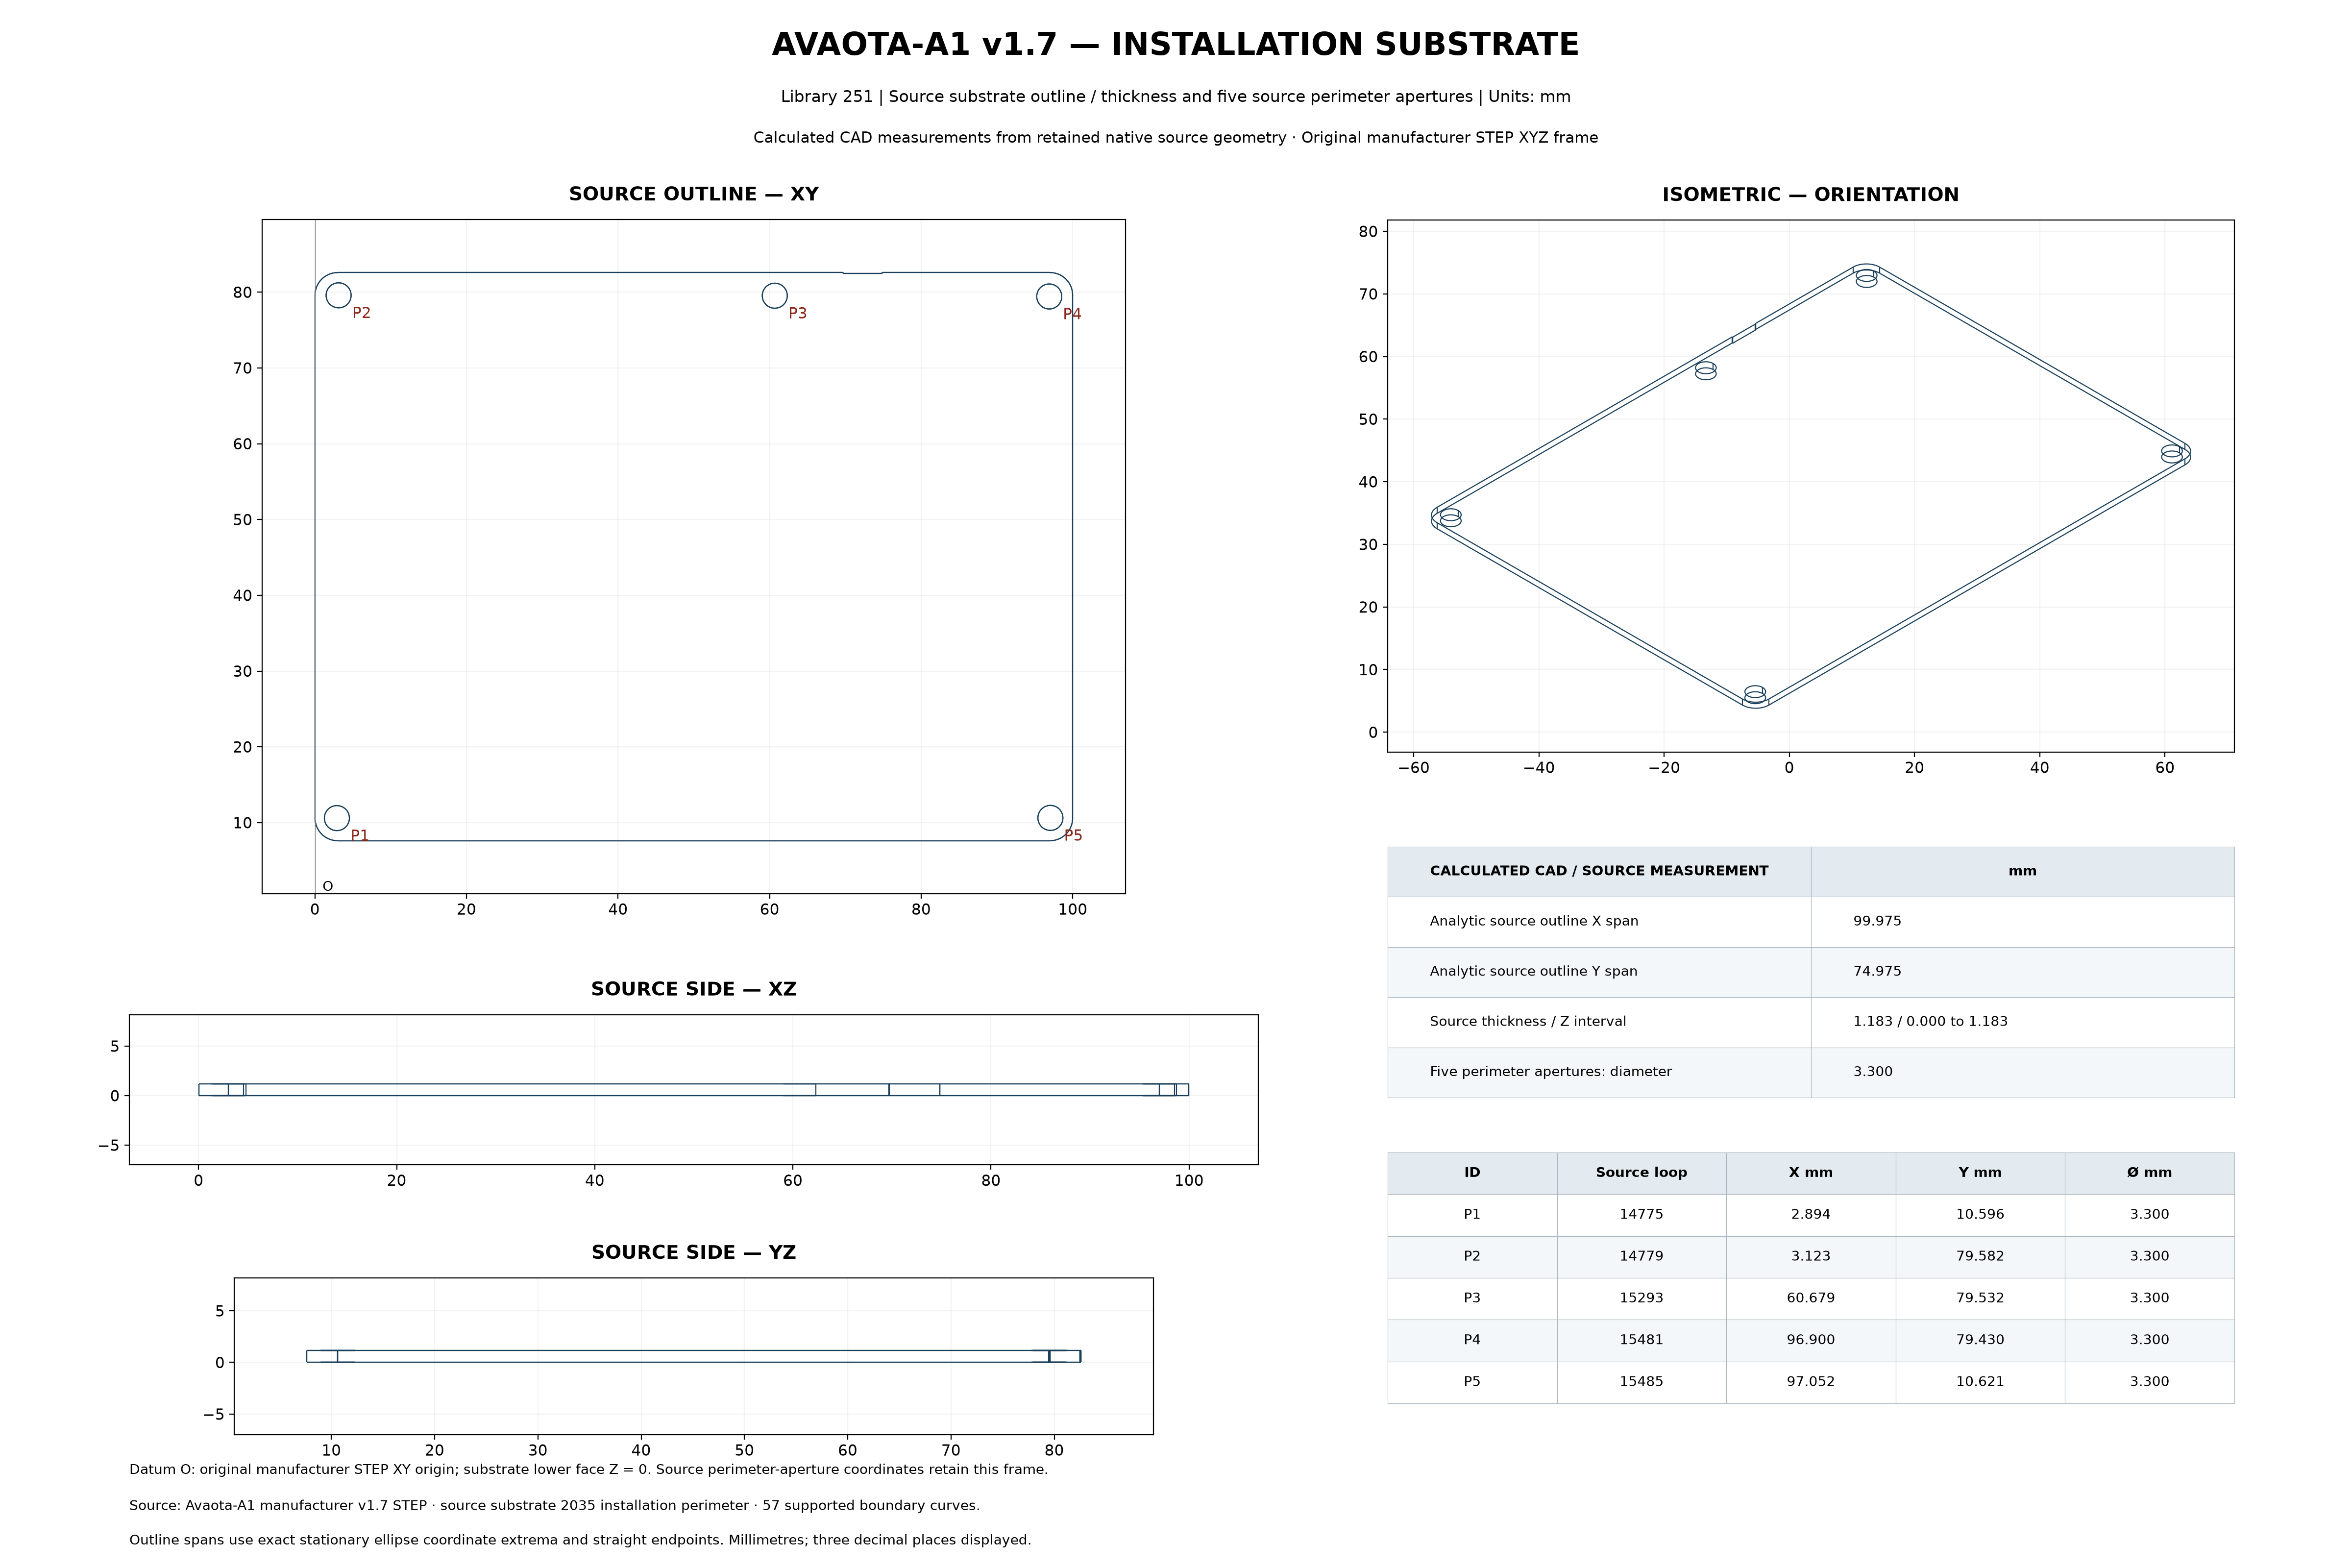 AVAOTA-A1 v1.7 — INSTALLATION SUBSTRATE
Library 251 | Source substrate outline / thickness and five source perimeter apertures | Units: mm
Calculated CAD measurements from retained native source geometry · Original manufacturer STEP XYZ frame
SOURCE OUTLINE — XY
80
70
60
50
40
30
20
10
P2
P3
P4
P1
P5
O
0 20 40 60 80 100
ISOMETRIC — ORIENTATION
80
70
60
50
40
30
20
10
0
−60 −40 −20 0 20 40 60
SOURCE SIDE — XZ
5
0
−5
0 20 40 60 80 100
SOURCE SIDE — YZ
5
0
−5
10 20 30 40 50 60 70 80
CALCULATED CAD / SOURCE MEASUREMENT mm
Analytic source outline X span 99.975
Analytic source outline Y span 74.975
Source thickness / Z interval 1.183 / 0.000 to 1.183
Five perimeter apertures: diameter 3.300
ID Source loop X mm Y mm Ø mm
P1 14775 2.894 10.596 3.300
P2 14779 3.123 79.582 3.300
P3 15293 60.679 79.532 3.300
P4 15481 96.900 79.430 3.300
P5 15485 97.052 10.621 3.300
Datum O: original manufacturer STEP XY origin; substrate lower face Z = 0. Source perimeter-aperture coordinates retain this frame.
Source: Avaota-A1 manufacturer v1.7 STEP · source substrate 2035 installation perimeter · 57 supported boundary curves.
Outline spans use exact stationary ellipse coordinate extrema and straight endpoints. Millimetres; three decimal places displayed.